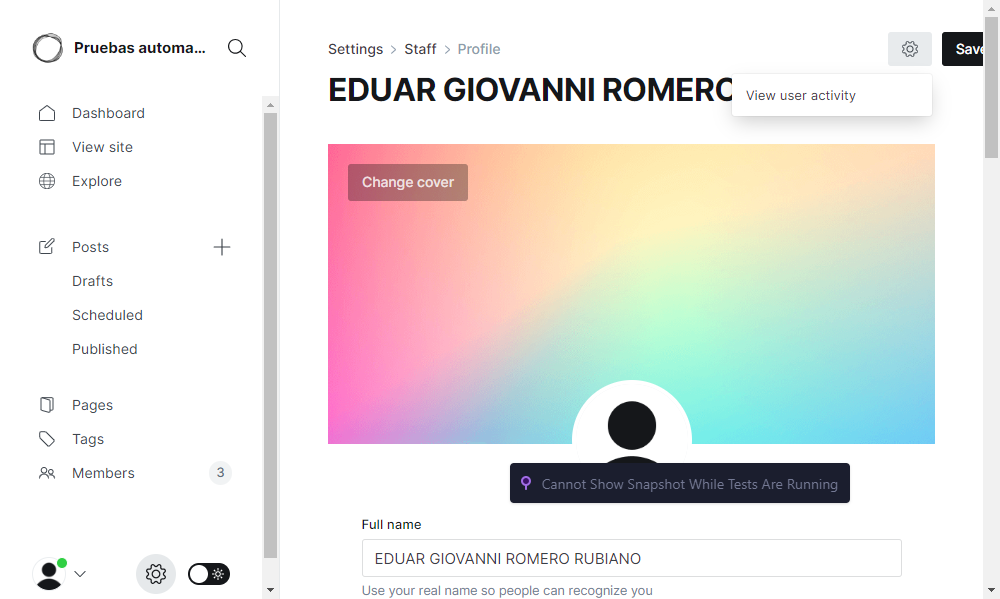 Pruebas automa...
Dashboard
View site
Explore
Posts
Drafts
Scheduled
Published
Pages
Tags
Members 3
Settings > Staff > Profile
Save
EDUAR GIOVANNI ROMERO
View user activity
Change cover
Cannot Show Snapshot While Tests Are Running
Full name
EDUAR GIOVANNI ROMERO RUBIANO
Use your real name so people can recognize you